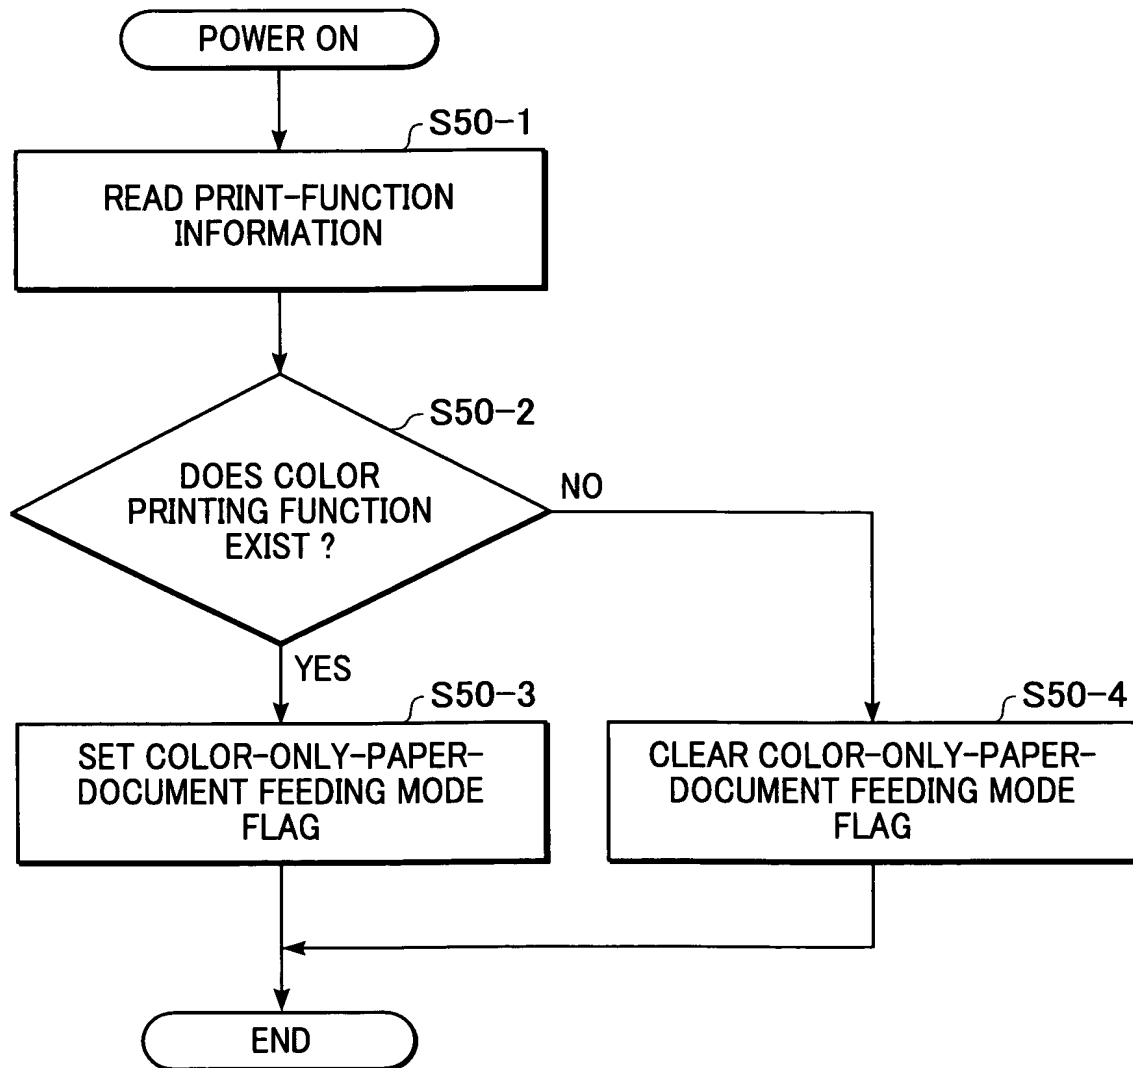 POWER ON
S50-1
READ PRINT-FUNCTION
INFORMATION
S50-2
DOES COLOR
PRINTING FUNCTION
EXIST ?
NO
YES
S50-3
SET COLOR-ONLY-PAPER-
DOCUMENT FEEDING MODE
FLAG
S50-4
CLEAR COLOR-ONLY-PAPER-
DOCUMENT FEEDING MODE
FLAG
END